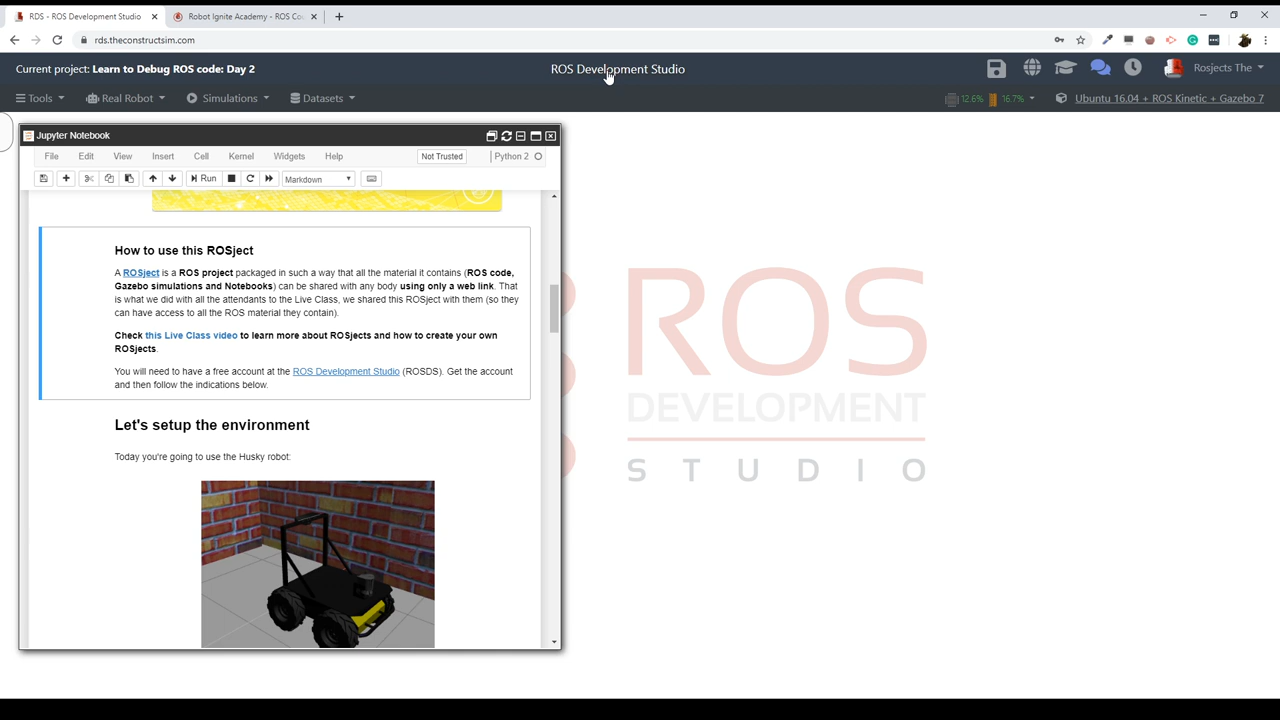 RDS - ROS Development Studio
Robot Ignite Academy - ROS Cou
rds.theconstructsim.com
Current project: Learn to Debug ROS code: Day 2
ROS Development Studio
Rosjects The
Tools
Real Robot
Simulations
Datasets
12.6%
16.7%
Ubuntu 16.04 + ROS Kinetic + Gazebo 7
Jupyter Notebook
File Edit View Insert Cell Kernel Widgets Help
Not Trusted
Python 2
Run
Markdown
How to use this ROSject
A ROSject is a ROS project packaged in such a way that all the material it contains (ROS code,
Gazebo simulations and Notebooks) can be shared with any body using only a web link. That
is what we did with all the attendants to the Live Class, we shared this ROSject with them (so they
can have access to all the ROS material they contain).
Check this Live Class video to learn more about ROSjects and how to create your own
ROSjects.
You will need to have a free account at the ROS Development Studio (ROSDS). Get the account
and then follow the indications below.
Let's setup the environment
Today you're going to use the Husky robot:
ROS
DEVELOPMENT
STUDIO